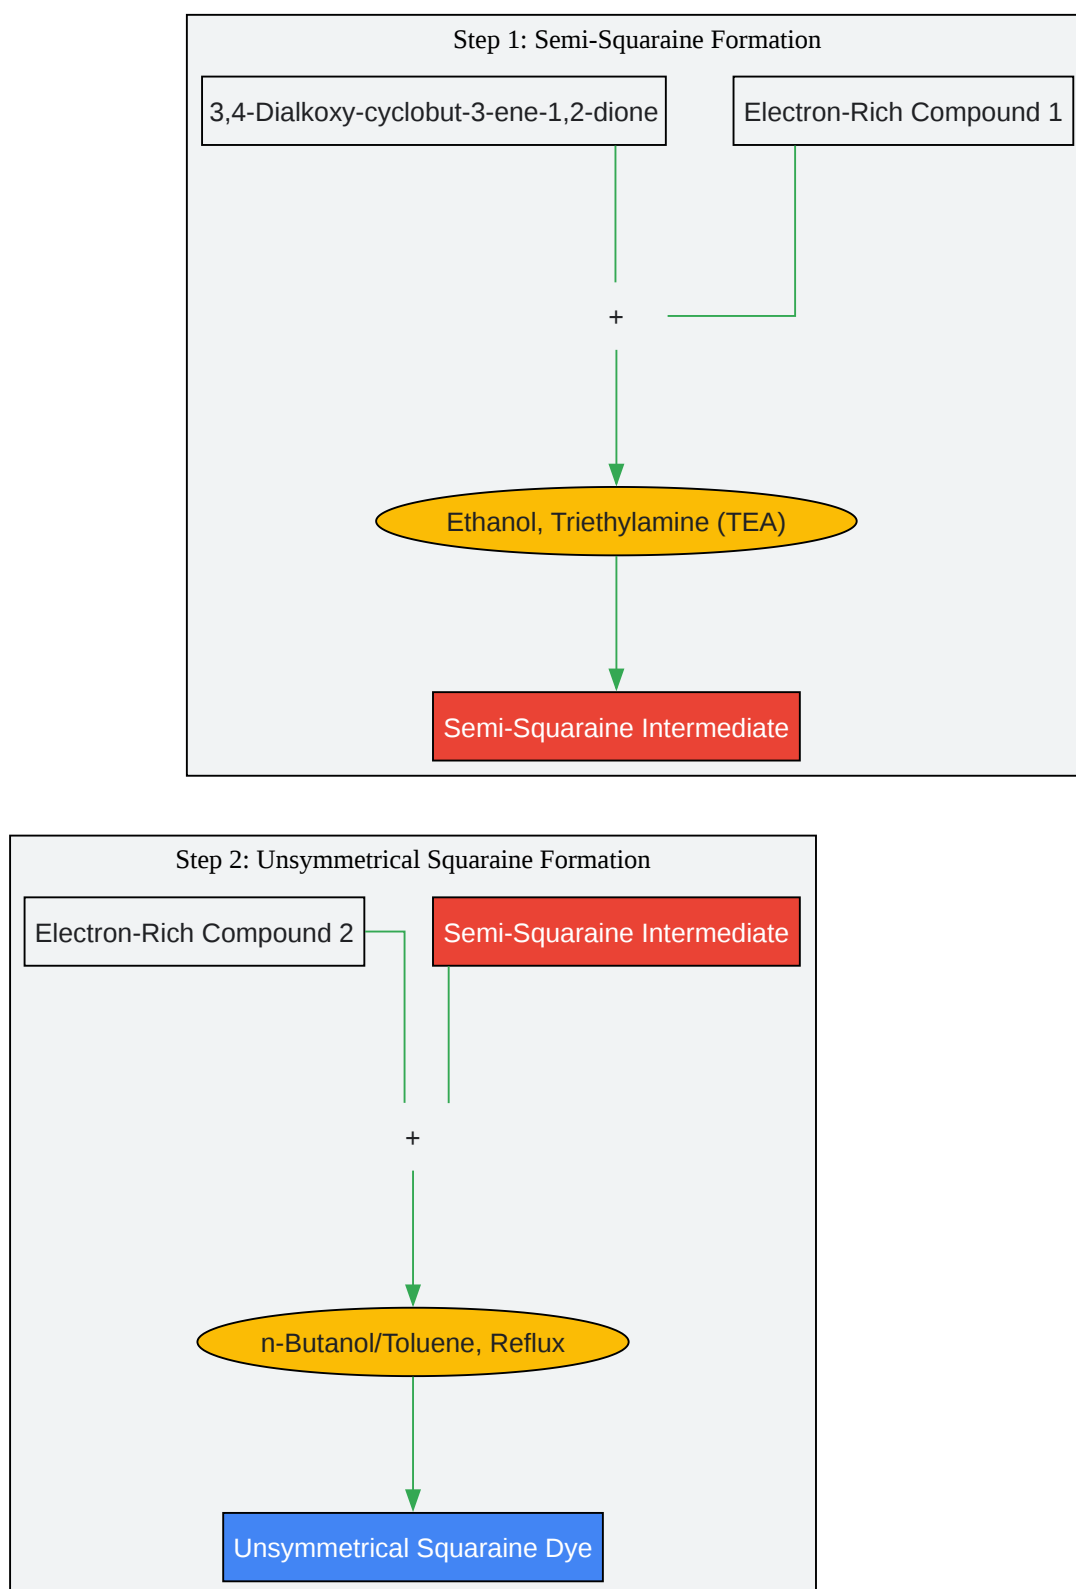 Step 1: Semi-Squaraine Formation
3,4-Dialkoxy-cyclobut-3-ene-1,2-dione
Electron-Rich Compound 1
+
Ethanol, Triethylamine (TEA)
Semi-Squaraine Intermediate
Step 2: Unsymmetrical Squaraine Formation
Electron-Rich Compound 2
Semi-Squaraine Intermediate
+
n-Butanol/Toluene, Reflux
Unsymmetrical Squaraine Dye